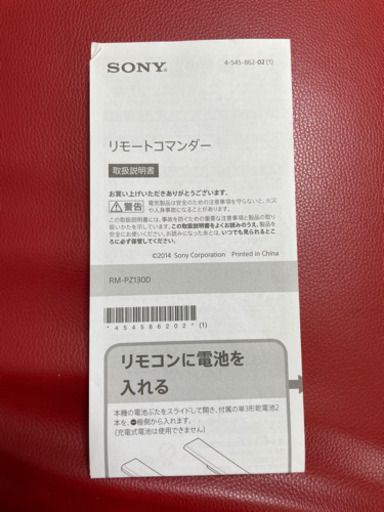 SONY
4-545-862-02(1)
リモートコマンダー
取扱説明書
お買い上げいただきありがとうございます。
警告
電気製品は安全のための注意事項を守らないと、火災
や人身事故になることがあります。
この取扱説明書には、事故を防ぐための重要な注意事項と製品の取り
扱いかたを示しています。この取扱説明書をよくお読みのうえ、製品を
安全にお使いください。お読みになったあとは、いつでも見られるとこ
ろに必ず保管してください。
©2014 Sony Corporation Printed in China
RM-PZ130D
*454586202*(1)
リモコンに電池を
入れる
本機の電池ぶたをスライドして開き、付属の単3形乾電池2
本を、⊖極側から入れます。
(充電式電池は使用できません)